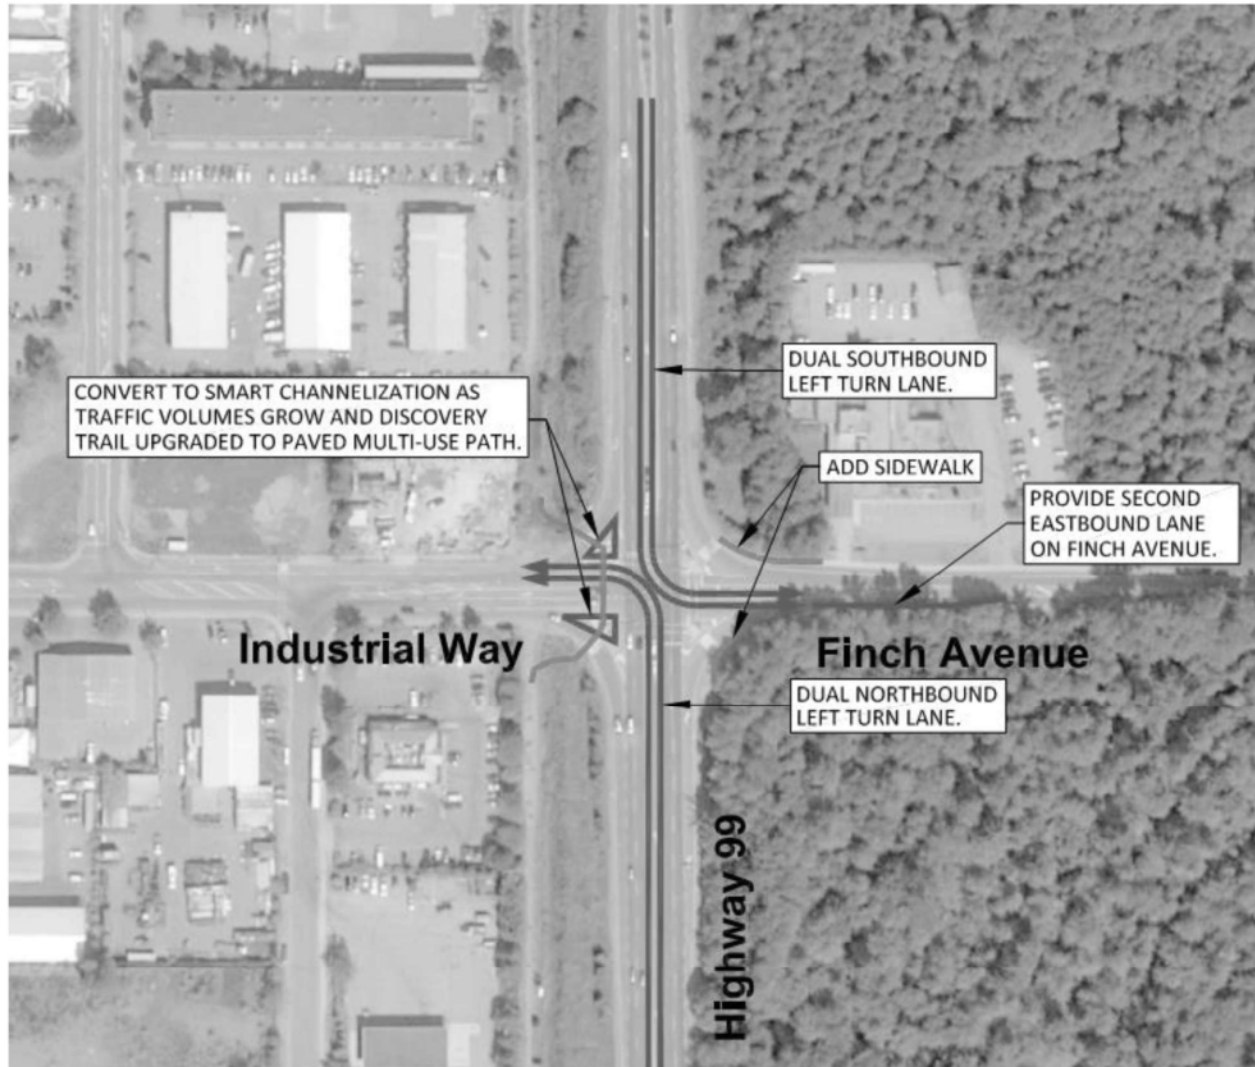 DUAL SOUTHBOUND
LEFT TURN LANE.
CONVERT TO SMART CHANNELIZATION AS
TRAFFIC VOLUMES GROW AND DISCOVERY
TRAIL UPGRADED TO PAVED MULTI-USE PATH.
ADD SIDEWALK
PROVIDE SECOND
EASTBOUND LANE
ON FINCH AVENUE.
Industrial Way
Finch Avenue
DUAL NORTHBOUND
LEFT TURN LANE.
Highway 99